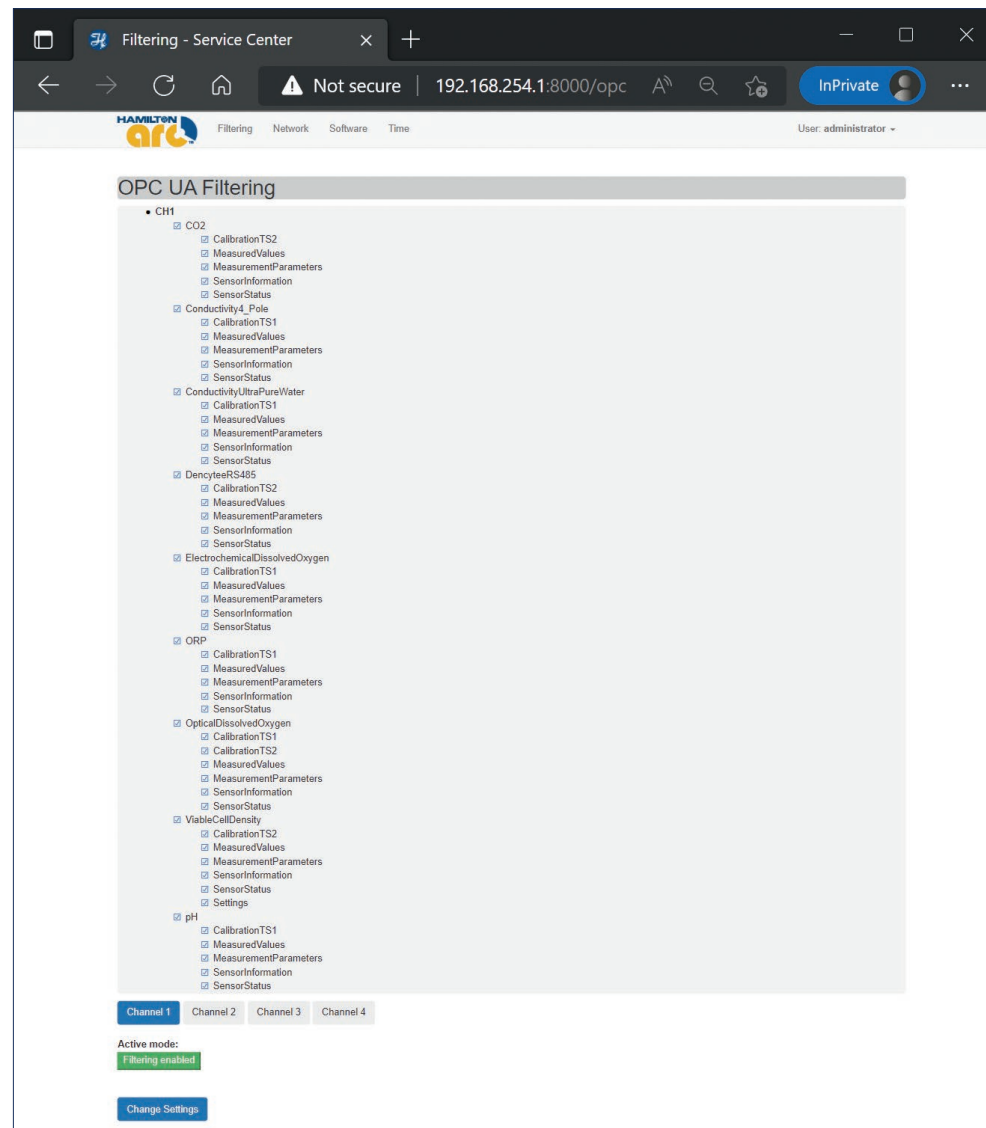 Filtering - Service Center
Not secure | 192.168.254.1:8000/opc InPrivate
HAMILTON arc Filtering Network Software Time User: administrator
OPC UA Filtering
CH1
CO2
CalibrationTS2
MeasuredValues
MeasurementParameters
SensorInformation
SensorStatus
Conductivity4_Pole
CalibrationTS1
MeasuredValues
MeasurementParameters
SensorInformation
SensorStatus
ConductivityUltraPureWater
CalibrationTS1
MeasuredValues
MeasurementParameters
SensorInformation
SensorStatus
DencyteeRS485
CalibrationTS2
MeasuredValues
MeasurementParameters
SensorInformation
SensorStatus
ElectrochemicalDissolvedOxygen
CalibrationTS1
MeasuredValues
MeasurementParameters
SensorInformation
SensorStatus
ORP
CalibrationTS1
MeasuredValues
MeasurementParameters
SensorInformation
SensorStatus
OpticalDissolvedOxygen
CalibrationTS1
CalibrationTS2
MeasuredValues
MeasurementParameters
SensorInformation
SensorStatus
ViableCellDensity
CalibrationTS2
MeasuredValues
MeasurementParameters
SensorInformation
SensorStatus
Settings
pH
CalibrationTS1
MeasuredValues
MeasurementParameters
SensorInformation
SensorStatus
Channel 1 Channel 2 Channel 3 Channel 4
Active mode:
Filtering enabled
Change Settings